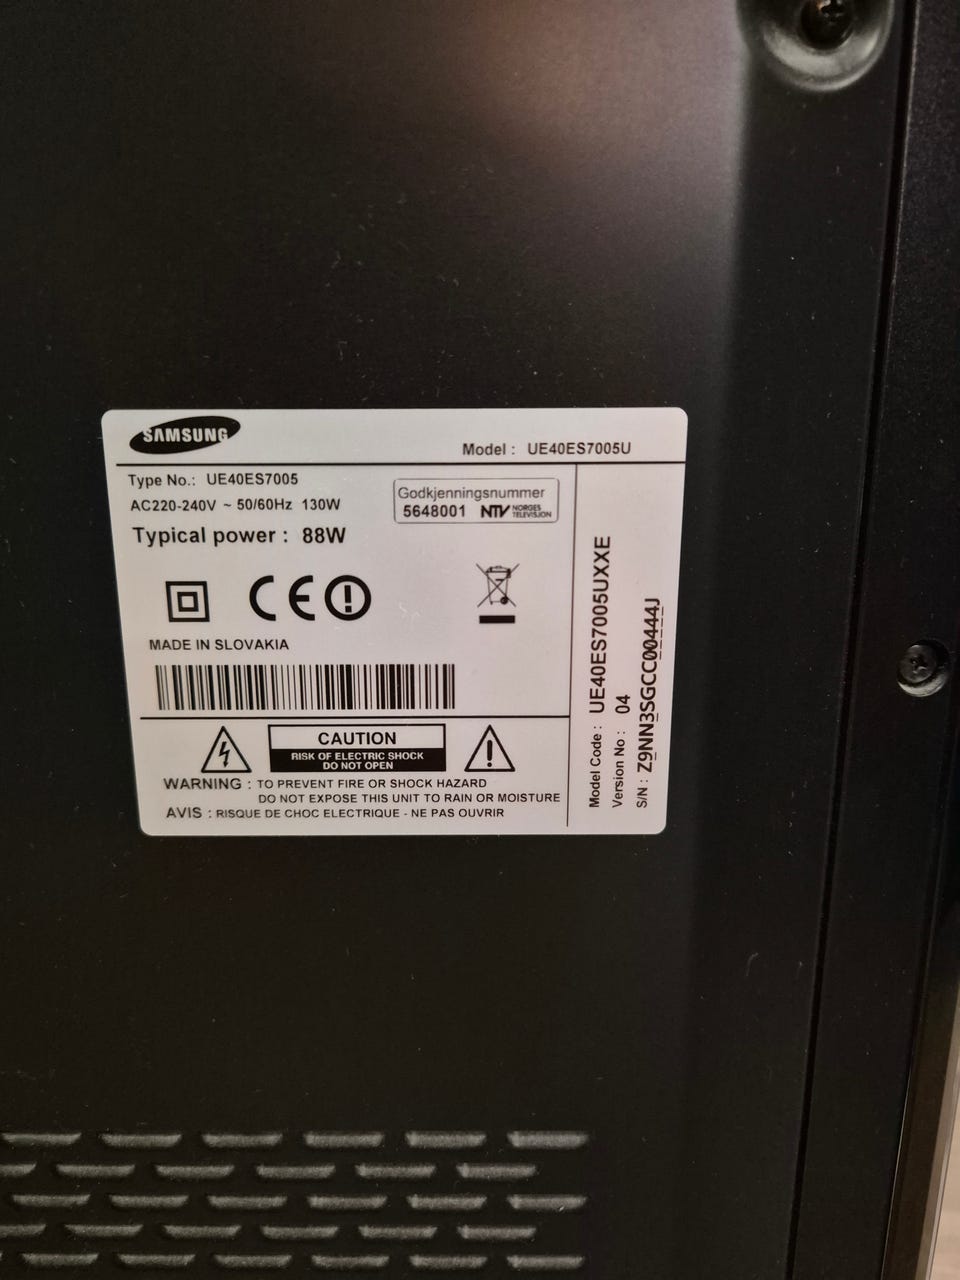 SAMSUNG
Model : UE40ES7005U
Type No.: UE40ES7005
AC220-240V ~ 50/60Hz 130W
Typical power : 88W
Godkjenningsnummer
5648001 NTV NORGES TELEVISJON
CE
MADE IN SLOVAKIA
CAUTION
RISK OF ELECTRIC SHOCK
DO NOT OPEN
WARNING : TO PREVENT FIRE OR SHOCK HAZARD
DO NOT EXPOSE THIS UNIT TO RAIN OR MOISTURE
AVIS : RISQUE DE CHOC ELECTRIQUE - NE PAS OUVRIR
Model Code : UE40ES7005UXXE
Version No : 04
S/N : Z9NN3SGCC00444J